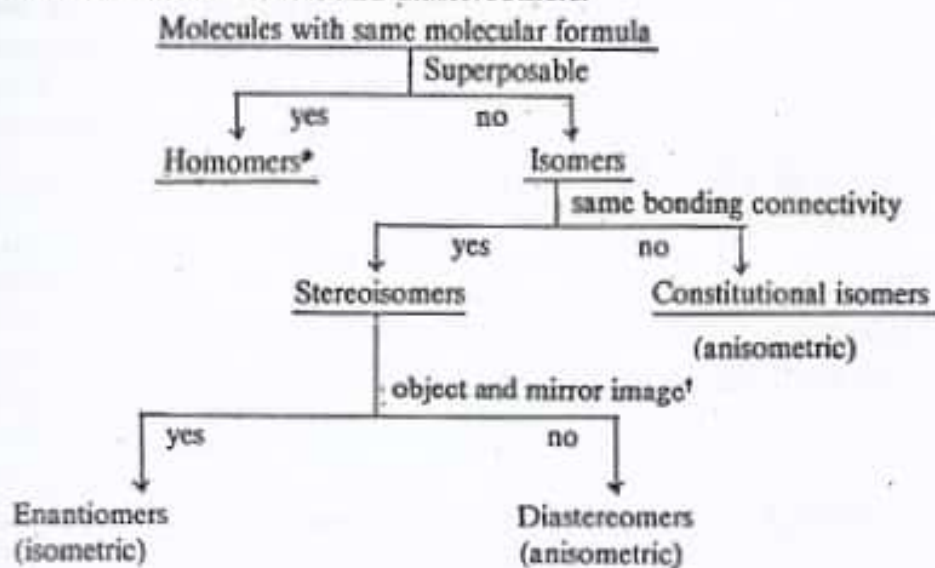 Molecules with same molecular formula
Superposable
yes no
Homomers* Isomers
same bonding connectivity
yes no
Stereoisomers Constitutional isomers
(anisometric)
object and mirror image†
yes no
Enantiomers Diastereomers
(isometric) (anisometric)